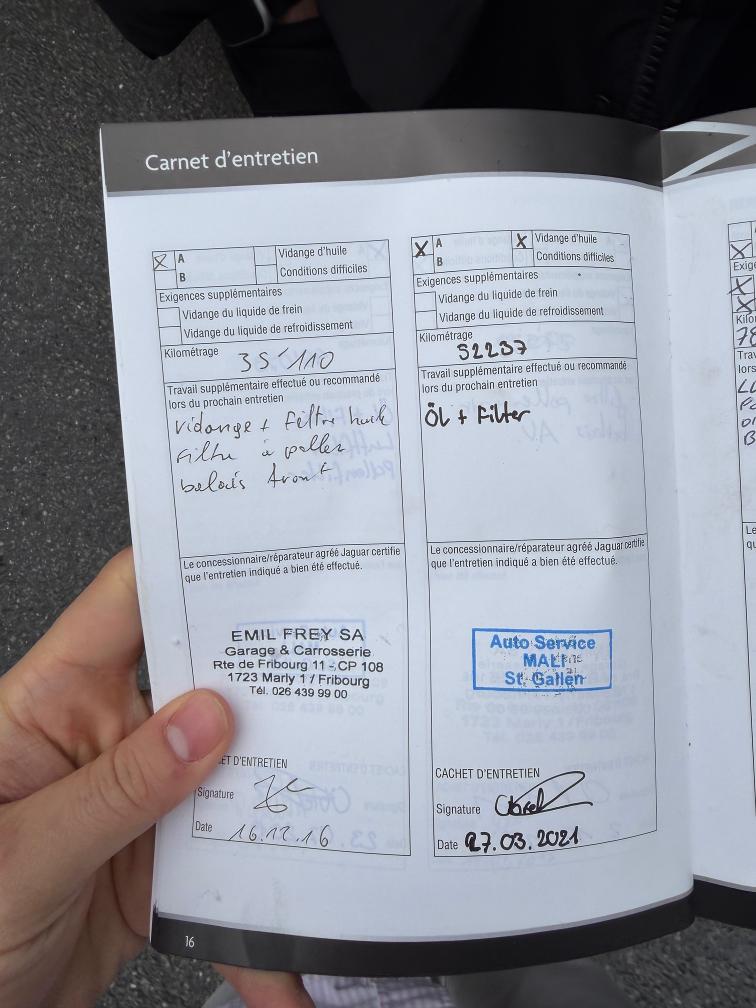 Carnet d'entretien
X A
B
Vidange d'huile
Conditions difficiles
Exigences supplémentaires
Vidange du liquide de frein
Vidange du liquide de refroidissement
Kilométrage
35'110
Travail supplémentaire effectué ou recommandé
lors du prochain entretien
Vidange + filtre huile
Filtre à pollen
balais avant
Le concessionnaire/réparateur agréé Jaguar certifie
que l'entretien indiqué a bien été effectué.
EMIL FREY SA
Garage & Carrosserie
Rte de Fribourg 11 - CP 108
1723 Marly 1 / Fribourg
Tél. 026 439 99 00
ET D'ENTRETIEN
Signature
Date 16.12.16
X A
B
X Vidange d'huile
Conditions difficiles
Exigences supplémentaires
Vidange du liquide de frein
Vidange du liquide de refroidissement
Kilométrage
52237
Travail supplémentaire effectué ou recommandé
lors du prochain entretien
ÖL + Filter
Le concessionnaire/réparateur agréé Jaguar certifie
que l'entretien indiqué a bien été effectué.
Auto Service
MALI
St. Gallen
CACHET D'ENTRETIEN
Signature
Date 27.03.2021
16